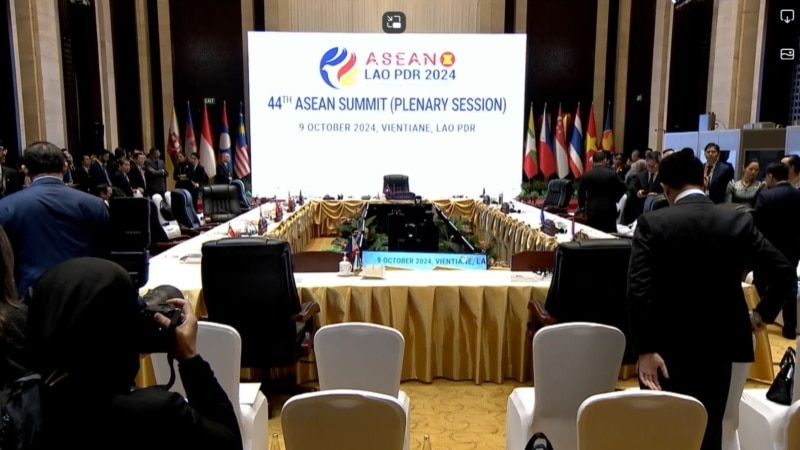 ASEAN
LAO PDR 2024
44TH ASEAN SUMMIT (PLENARY SESSION)
9 OCTOBER 2024, VIENTIANE, LAO PDR
EXIT
9 OCTOBER 2024, VIENTIANE, LA